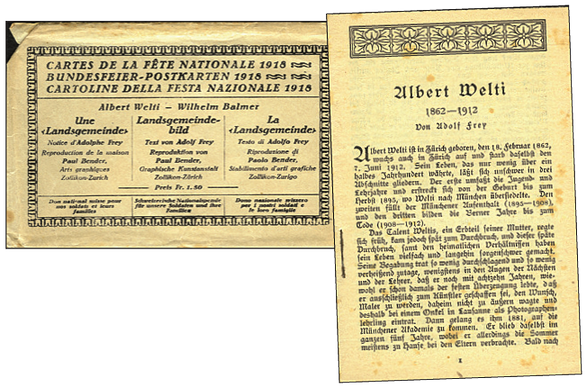 CARTES DE LA FÊTE NATIONALE 1918
BUNDESFEIER-POSTKARTEN 1918
CARTOLINE DELLA FESTA NAZIONALE 1918
Albert Welti — Wilhelm Balmer
Une
«Landsgemeinde»
Notice d'Adolphe Frey
Reproduction de la maison
Paul Bender,
Arts graphiques
Zollikon-Zurich
Landsgemeinde-
bild
Text von Adolf Frey
Reproduktion von
Paul Bender,
Graphische Kunstanstalt
Zollikon-Zürich
La
«Landsgemeinde»
Testo di Adolfo Frey
Riproduzione di
Paolo Bender,
Stabilimento d'arti grafiche
Zollikon-Zurigo
Preis Fr. 1.50
Don national suisse pour
nos soldats et leurs
familles
Schweizerische Nationalspende
für unsere Soldaten und ihre
Familien
Dono nazionale svizzero
per i nostri soldati e
le loro famiglie
Albert Welti
1862—1912
Von Adolf Frey
Albert Welti ist in Zürich geboren, den 18. Februar 1862,
wuchs auch in Zürich auf und starb daselbst den
7. Juni 1912. Sein Leben, das nur wenig über ein
halbes Jahrhundert währte, läßt sich unschwer in drei
Abschnitte gliedern. Der erste umfaßt die Jugend- und
Lehrjahre und erstreckt sich von der Geburt bis zum
Herbst 1895, wo Welti nach München übersiedelte. Den
zweiten füllt der Münchner Aufenthalt (1895—1908),
und den dritten bilden die Berner Jahre bis zum
Tode (1908—1912).
Das Talent Weltis, ein Erbteil seiner Mutter, regte
sich früh, kam jedoch spät zum Durchbruch, und dieser späte
Durchbruch, samt den heimatlichen Verhältnissen haben
sein Leben vielfach und langehin sorgenschwer gemacht.
Seine Begabung trat so wenig durchschlagend und so wenig
verheißend zutage, wenigstens in den Augen der Nächsten
und der Lehrer, daß er nach mit achtzehn Jahren, wie-
wohl er schon damals der festen Überzeugung lebte, daß
er ausschließlich zum Künstler geschaffen sei, den Wunsch,
Maler zu werden, daheim nicht zu äußern wagte und
deshalb bei einem Onkel in Lausanne als Photographen-
lehrling eintrat. Dann gelang es ihm 1881, auf die
Münchner Akademie zu kommen. Er blieb daselbst in
ganzen fünf Jahre, wobei er allerdings die Sommer
meistens zu Hause bei den Eltern verbrachte. Bald nach
1